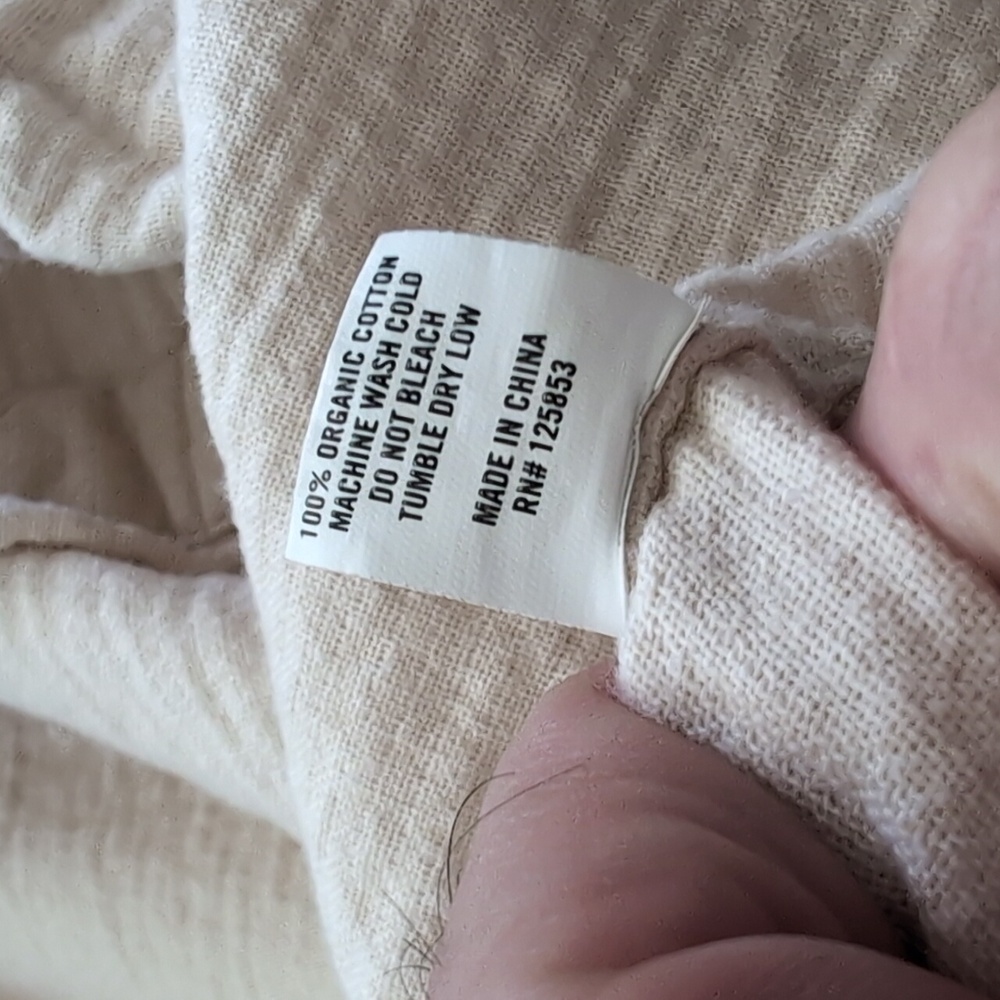 100% ORGANIC COTTON
MACHINE WASH COLD
DO NOT BLEACH
TUMBLE DRY LOW
MADE IN CHINA
RN# 125853